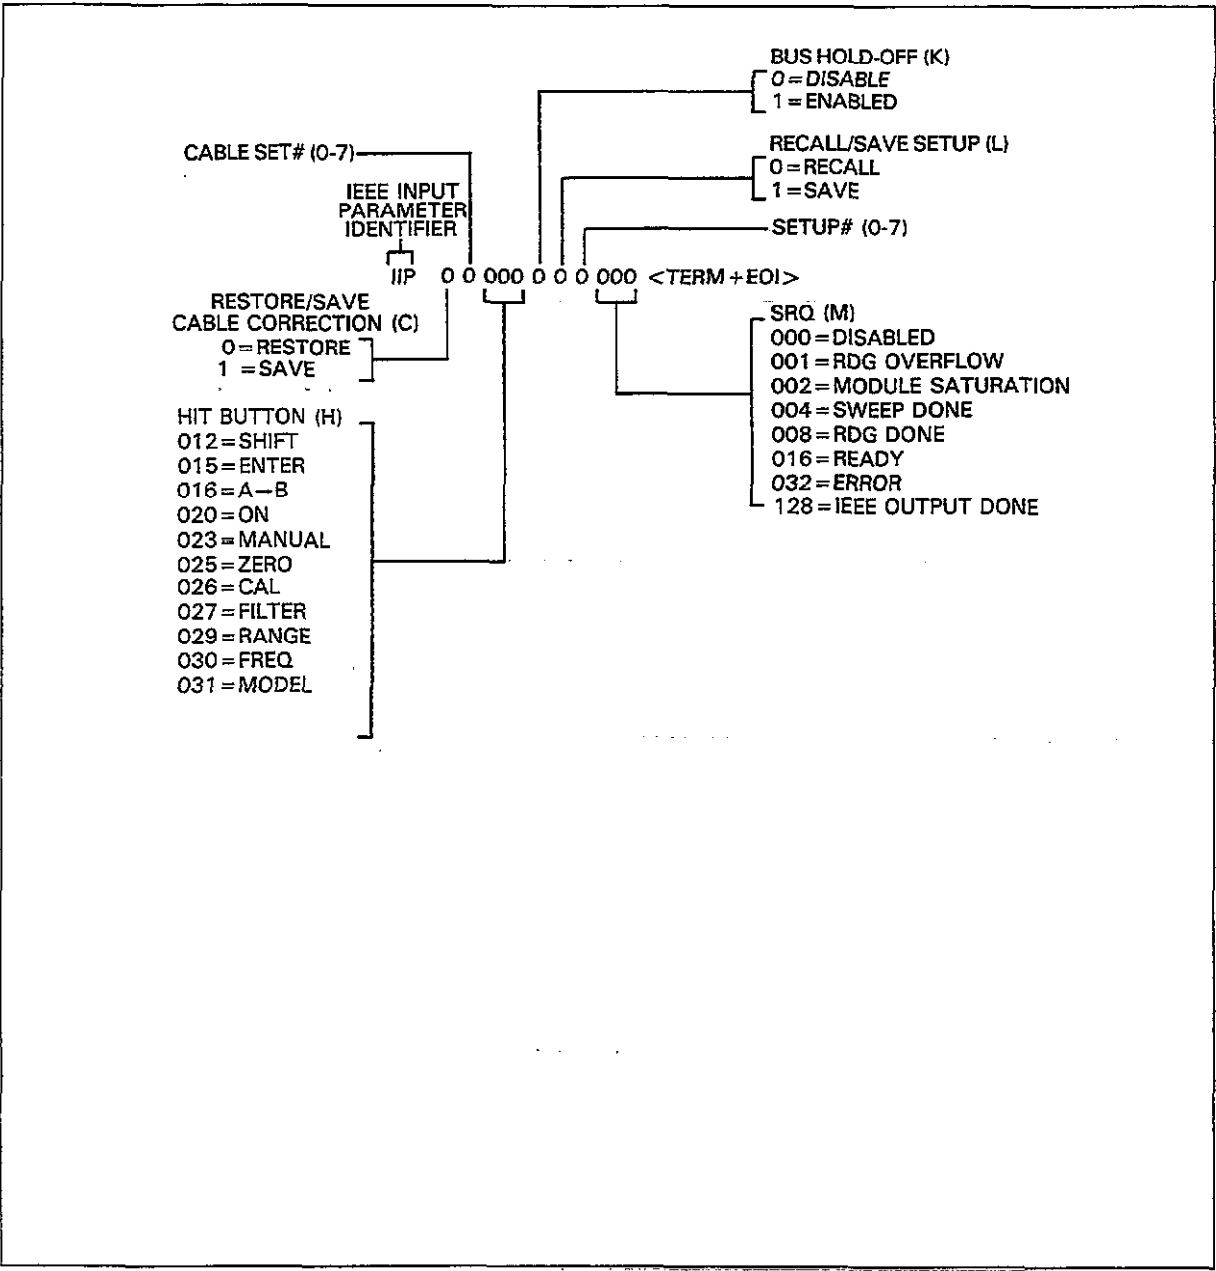 BUS HOLD-OFF (K)
0=DISABLE
1=ENABLED
CABLE SET# (0-7)
RECALL/SAVE SETUP (L)
0=RECALL
1=SAVE
IEEE INPUT
PARAMETER
IDENTIFIER
SETUP# (0-7)
IIP 0 0 000 0 0 0 000 <TERM+EOI>
RESTORE/SAVE
CABLE CORRECTION (C)
0=RESTORE
1 =SAVE
SRQ (M)
000=DISABLED
001=RDG OVERFLOW
002=MODULE SATURATION
004=SWEEP DONE
008=RDG DONE
016=READY
032=ERROR
128=IEEE OUTPUT DONE
HIT BUTTON (H)
012=SHIFT
015=ENTER
016=A–B
020=ON
023=MANUAL
025=ZERO
026=CAL
027=FILTER
029=RANGE
030=FREQ
031=MODEL